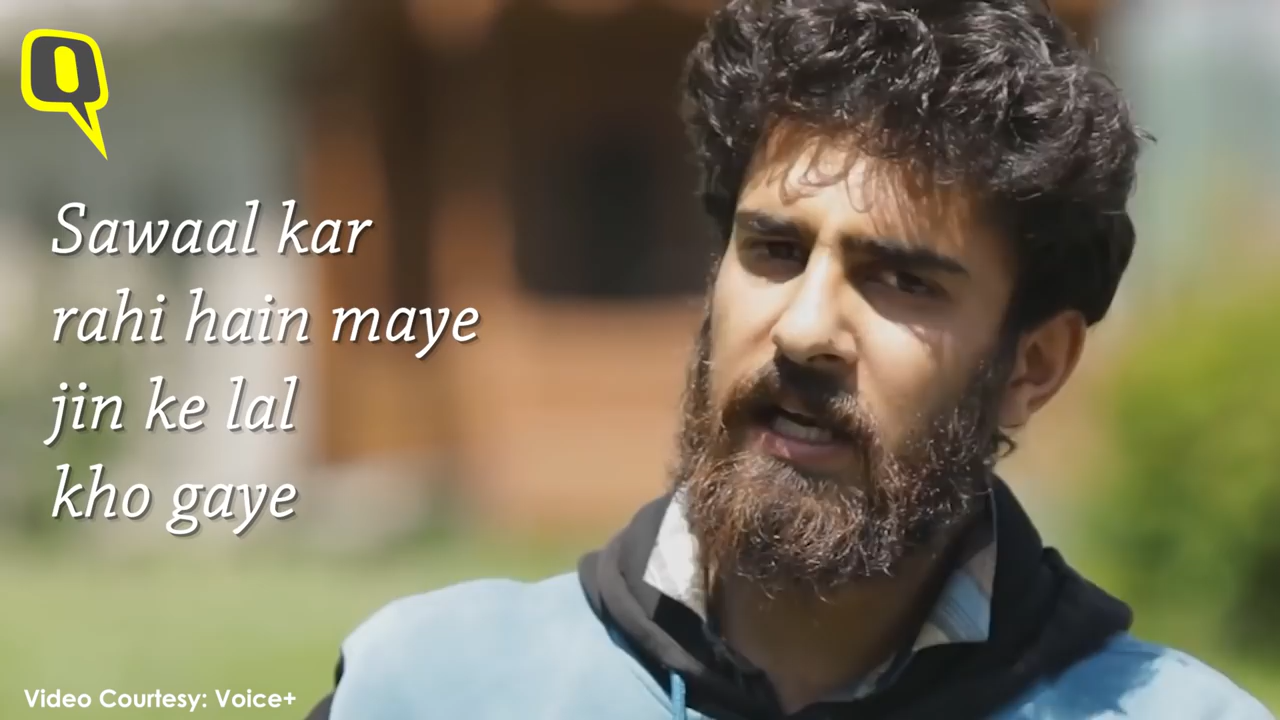 Sawaal kar
rahi hain maye
jin ke lal
kho gaye
Video Courtesy: Voice+